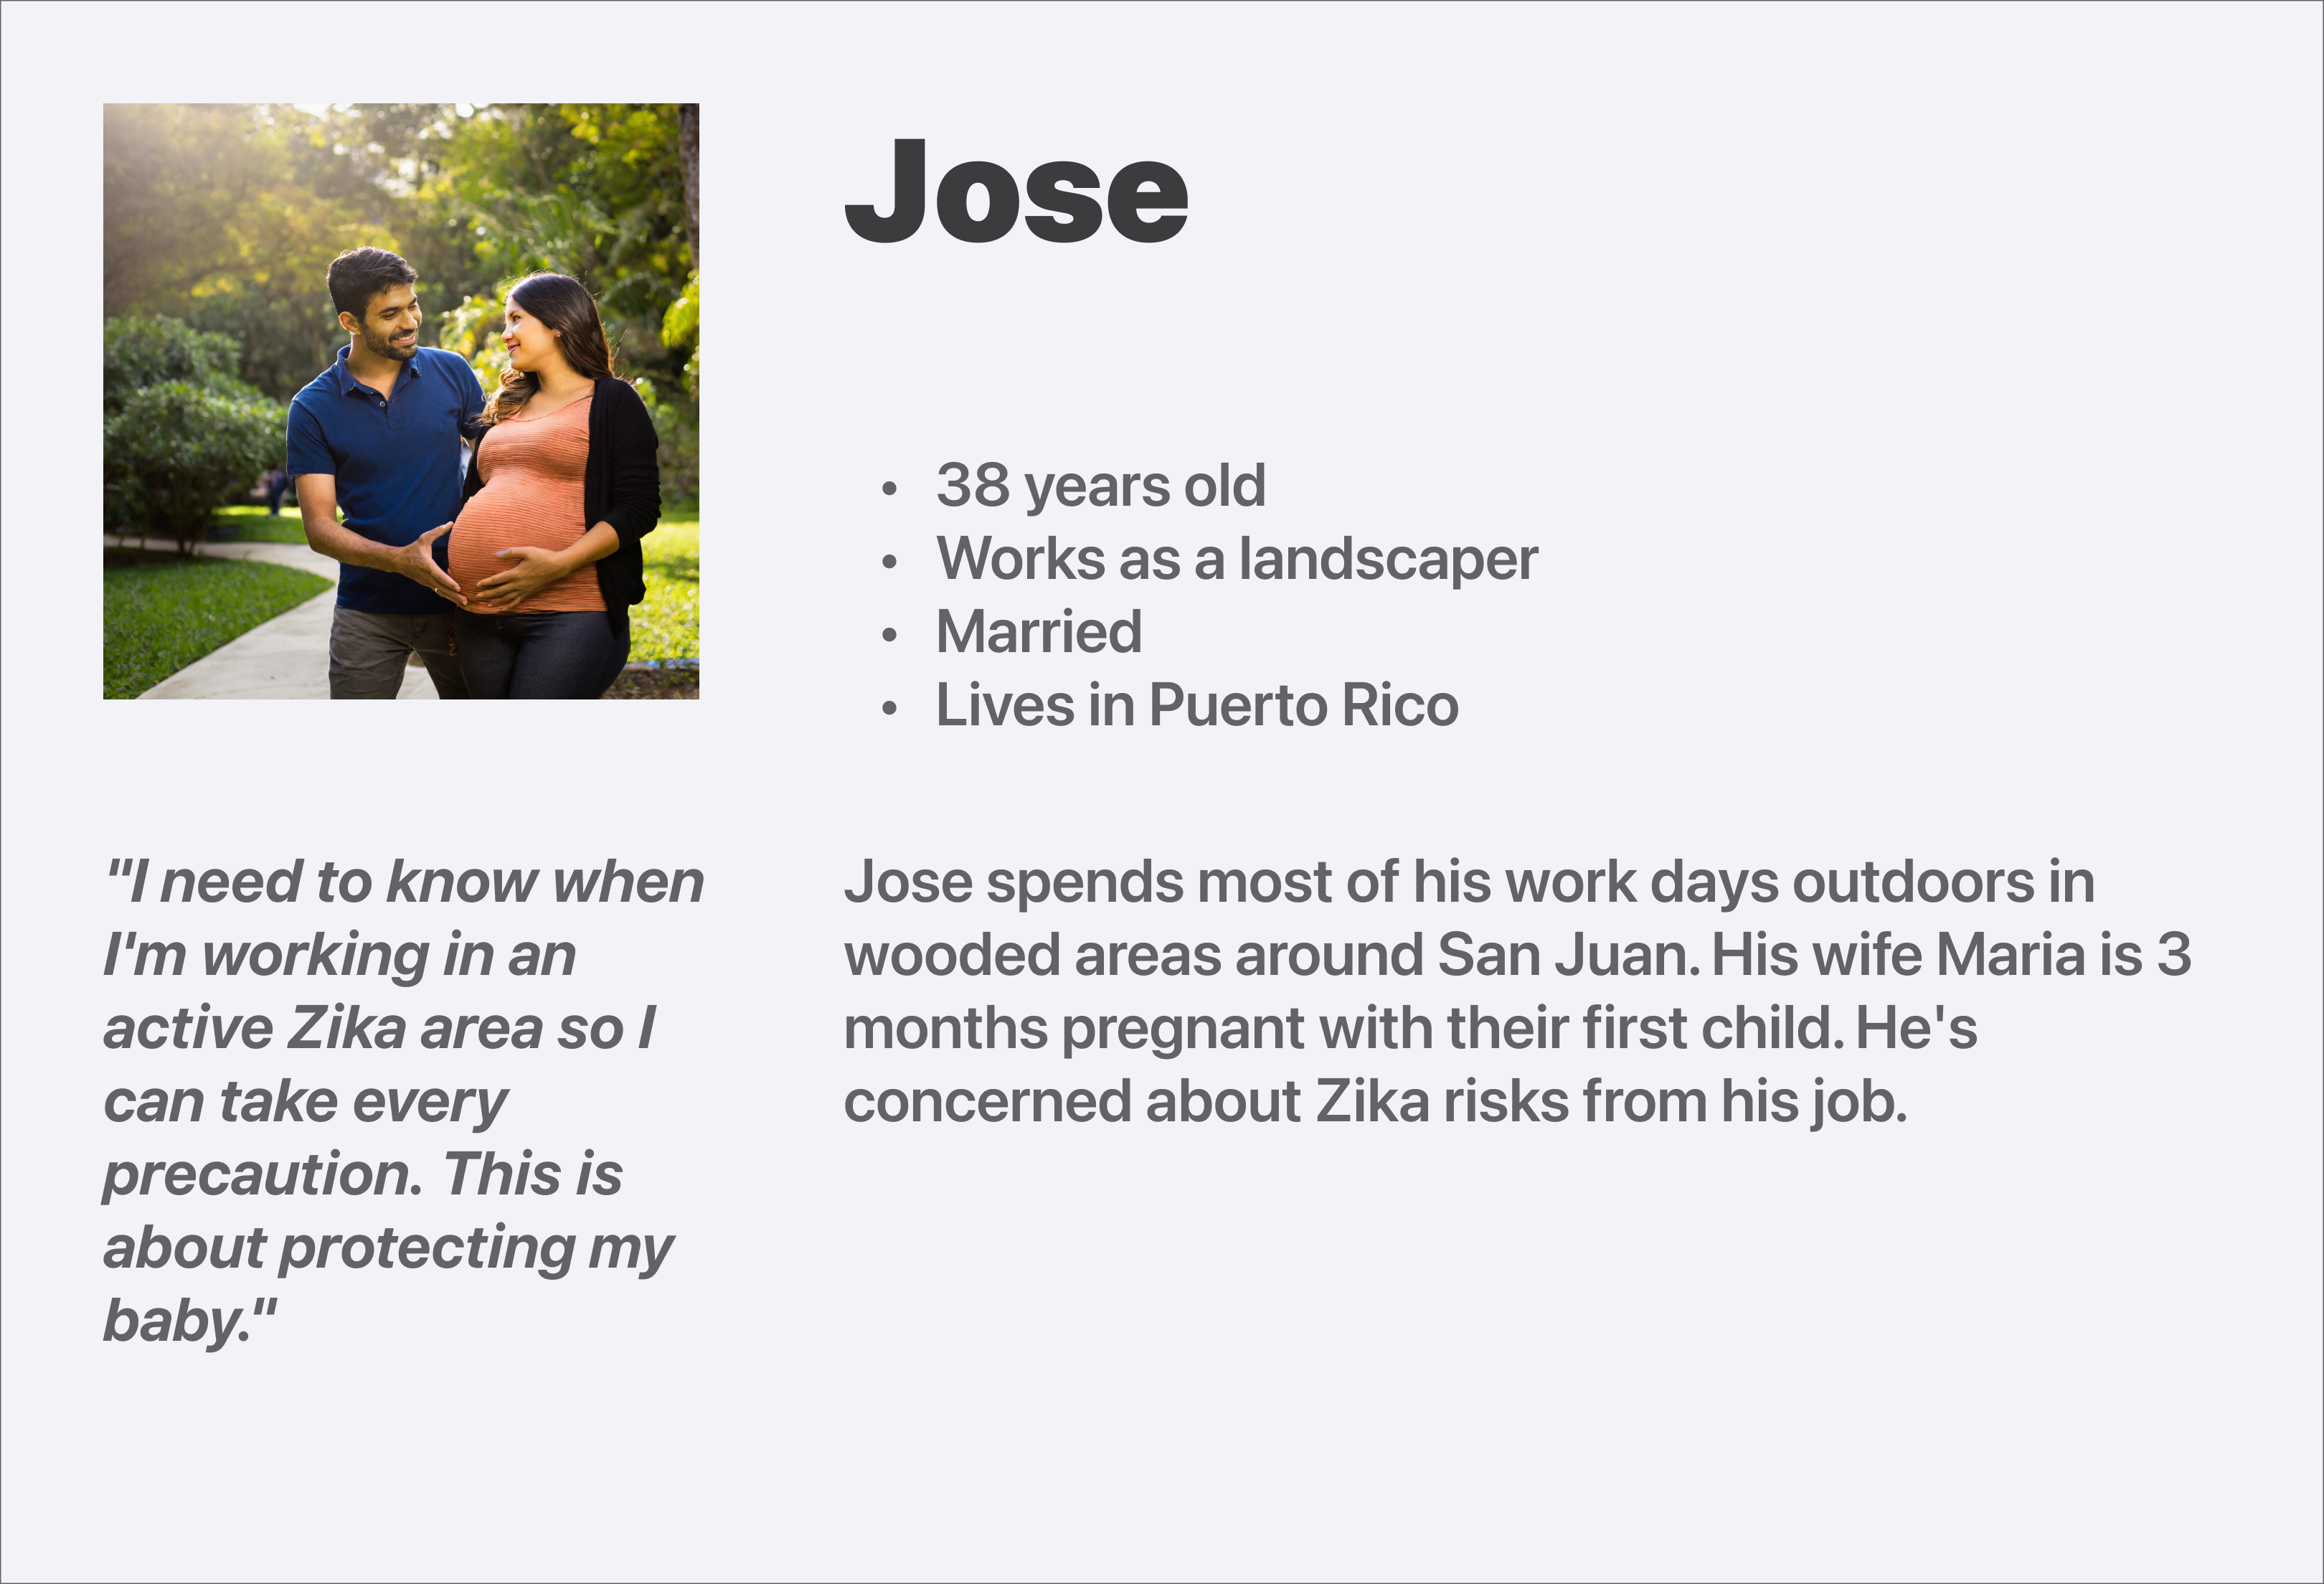 Jose
• 38 years old
• Works as a landscaper
• Married
• Lives in Puerto Rico
"I need to know when
I'm working in an
active Zika area so I
can take every
precaution. This is
about protecting my
baby."
Jose spends most of his work days outdoors in
wooded areas around San Juan. His wife Maria is 3
months pregnant with their first child. He's
concerned about Zika risks from his job.